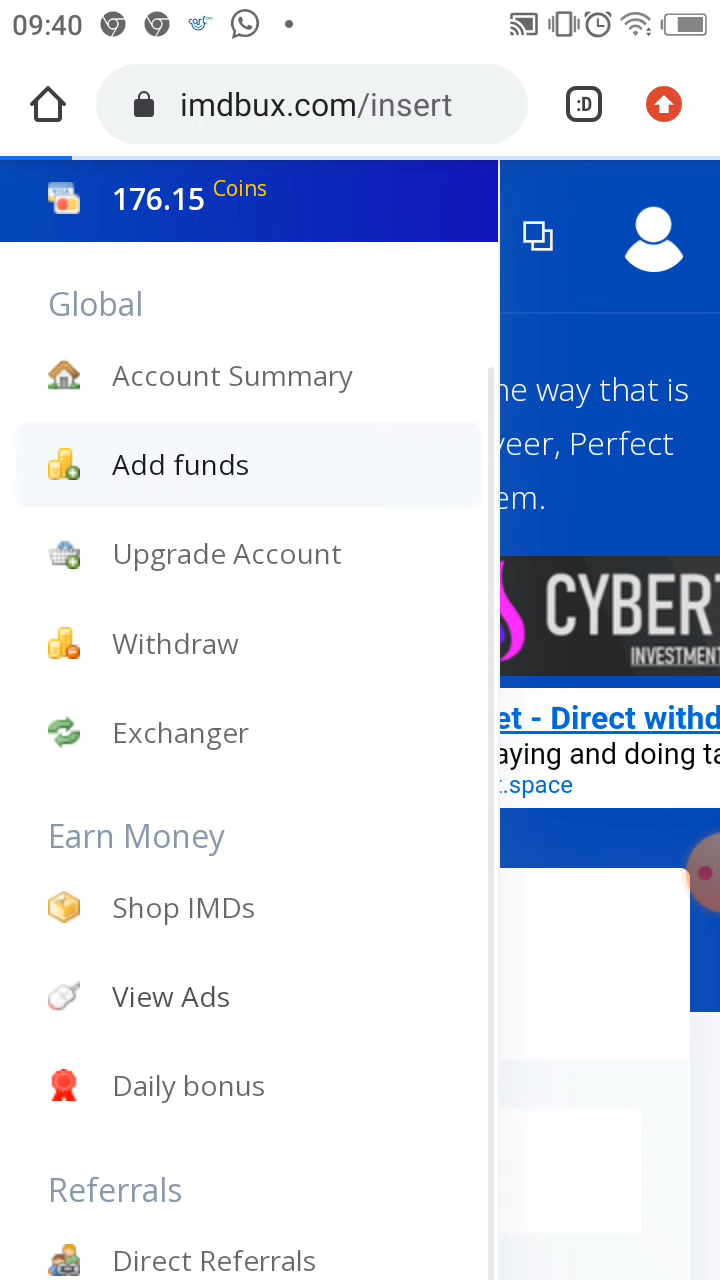 09:40
imdbux.com/insert
:D
176.15 Coins
Global
Account Summary
he way that is
Add funds
yeer, Perfect
em.
Upgrade Account
CYBERT
INVESTMENT
Withdraw
et - Direct withd
Exchanger
aying and doing ta
t.space
Earn Money
Shop IMDs
View Ads
Daily bonus
Referrals
Direct Referrals